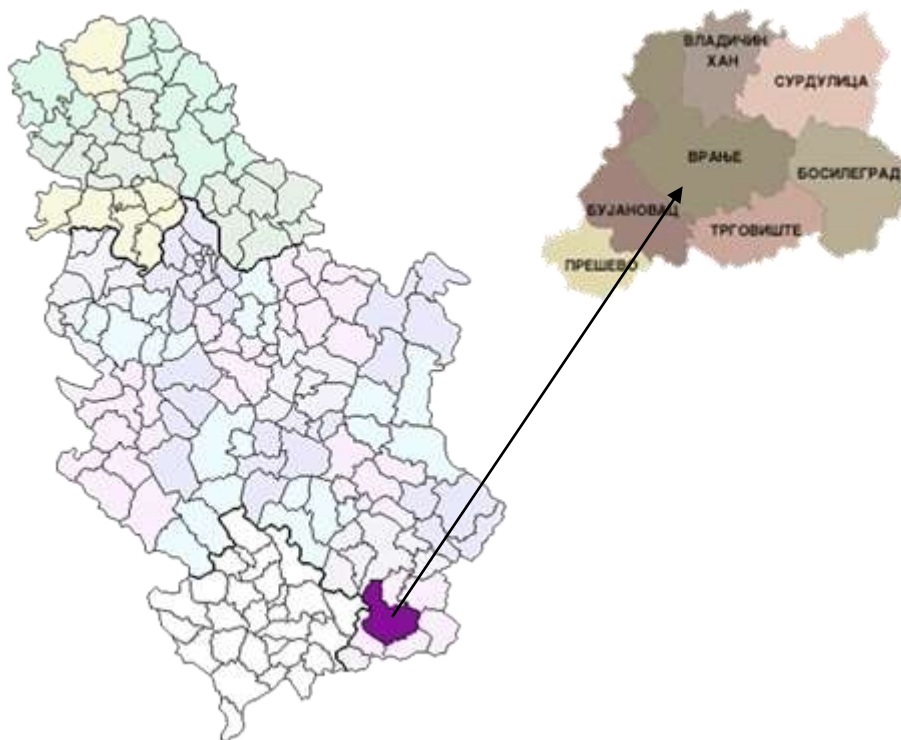 ВЛАДИЧИН
ХАН
СУРДУЛИЦА
ВРАЊЕ
БОСИЛЕГРАД
БУЈАНОВАЦ
ТРГОВИШТЕ
ПРЕШЕВО